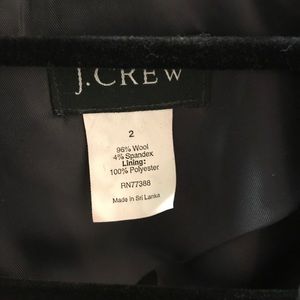 J.CREW
2
96% Wool
4% Spandex
Lining:
100% Polyester
RN77388
Made in Sri Lanka